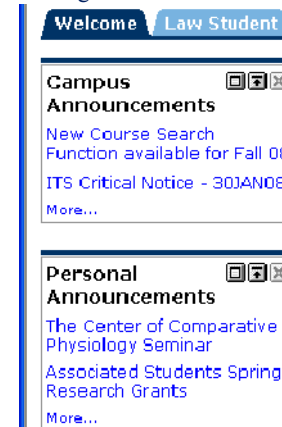 Welcome Law Student
Campus
Announcements
New Course Search
Function available for Fall 08
ITS Critical Notice - 30JAN08
More...
Personal
Announcements
The Center of Comparative
Physiology Seminar
Associated Students Spring
Research Grants
More...